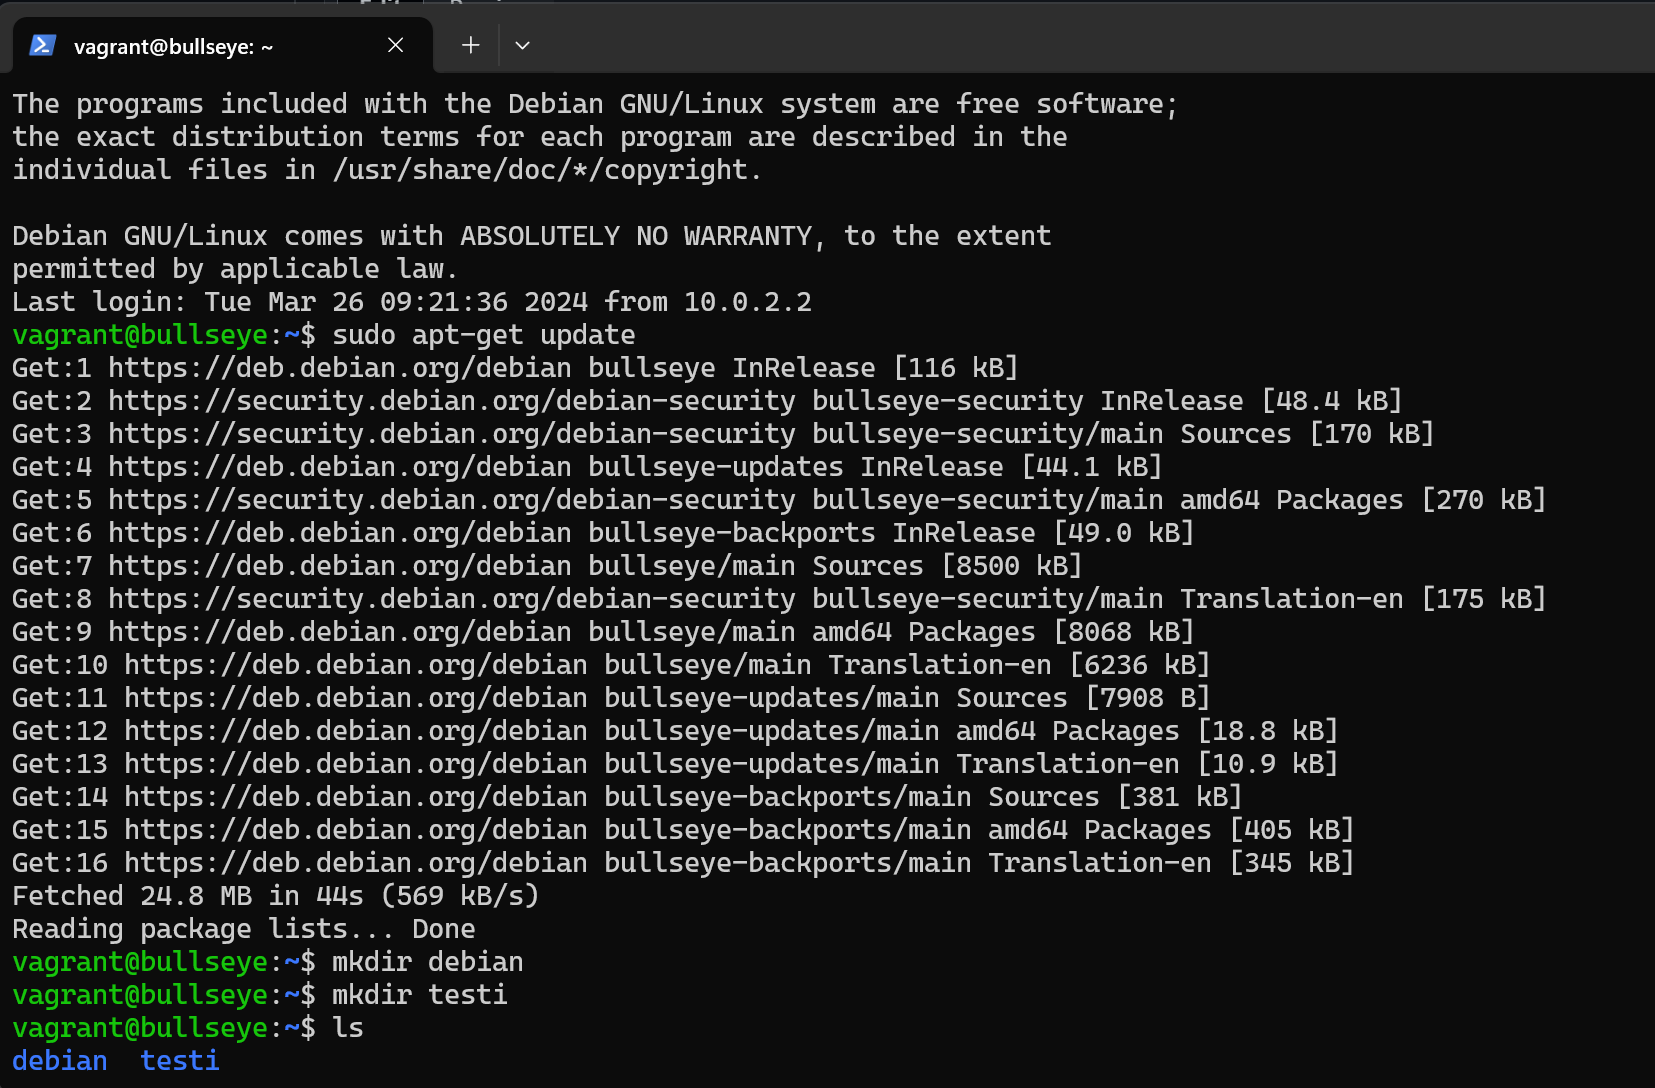 vagrant@bullseye: ~
The programs included with the Debian GNU/Linux system are free software;
the exact distribution terms for each program are described in the
individual files in /usr/share/doc/*/copyright.
Debian GNU/Linux comes with ABSOLUTELY NO WARRANTY, to the extent
permitted by applicable law.
Last login: Tue Mar 26 09:21:36 2024 from 10.0.2.2
vagrant@bullseye:~$ sudo apt-get update
Get:1 https://deb.debian.org/debian bullseye InRelease [116 kB]
Get:2 https://security.debian.org/debian-security bullseye-security InRelease [48.4 kB]
Get:3 https://security.debian.org/debian-security bullseye-security/main Sources [170 kB]
Get:4 https://deb.debian.org/debian bullseye-updates InRelease [44.1 kB]
Get:5 https://security.debian.org/debian-security bullseye-security/main amd64 Packages [270 kB]
Get:6 https://deb.debian.org/debian bullseye-backports InRelease [49.0 kB]
Get:7 https://deb.debian.org/debian bullseye/main Sources [8500 kB]
Get:8 https://security.debian.org/debian-security bullseye-security/main Translation-en [175 kB]
Get:9 https://deb.debian.org/debian bullseye/main amd64 Packages [8068 kB]
Get:10 https://deb.debian.org/debian bullseye/main Translation-en [6236 kB]
Get:11 https://deb.debian.org/debian bullseye-updates/main Sources [7908 B]
Get:12 https://deb.debian.org/debian bullseye-updates/main amd64 Packages [18.8 kB]
Get:13 https://deb.debian.org/debian bullseye-updates/main Translation-en [10.9 kB]
Get:14 https://deb.debian.org/debian bullseye-backports/main Sources [381 kB]
Get:15 https://deb.debian.org/debian bullseye-backports/main amd64 Packages [405 kB]
Get:16 https://deb.debian.org/debian bullseye-backports/main Translation-en [345 kB]
Fetched 24.8 MB in 44s (569 kB/s)
Reading package lists... Done
vagrant@bullseye:~$ mkdir debian
vagrant@bullseye:~$ mkdir testi
vagrant@bullseye:~$ ls
debian  testi